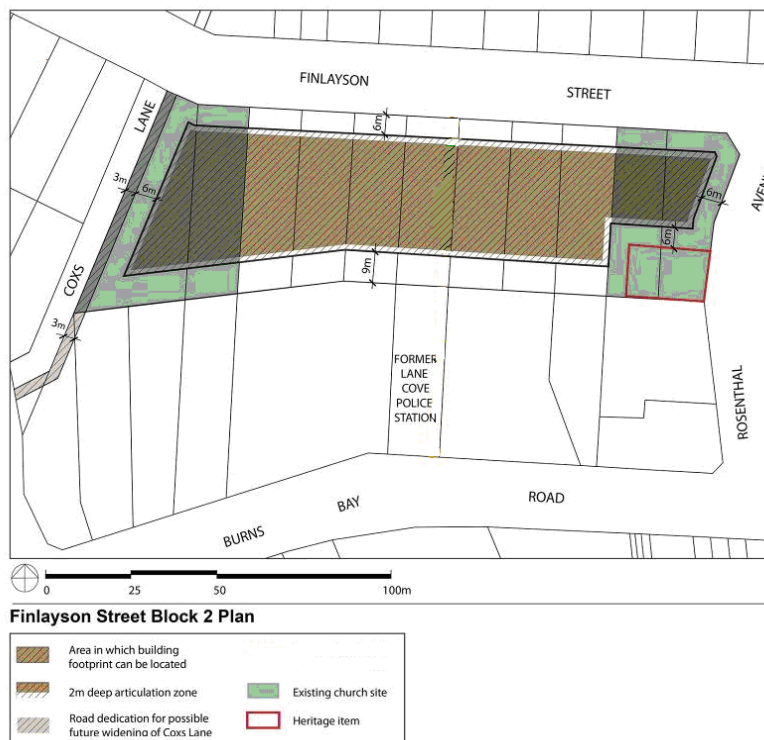 FINLAYSON STREET
LANE
COXS
3m
6m
6m
AVEN
6m
6m
9m
3m
FORMER
LANE
COVE
POLICE
STATION
ROSENTHAL
BURNS BAY ROAD
0 25 50 100m
Finlayson Street Block 2 Plan
Area in which building
footprint can be located
2m deep articulation zone
Existing church site
Road dedication for possible
future widening of Coxs Lane
Heritage item